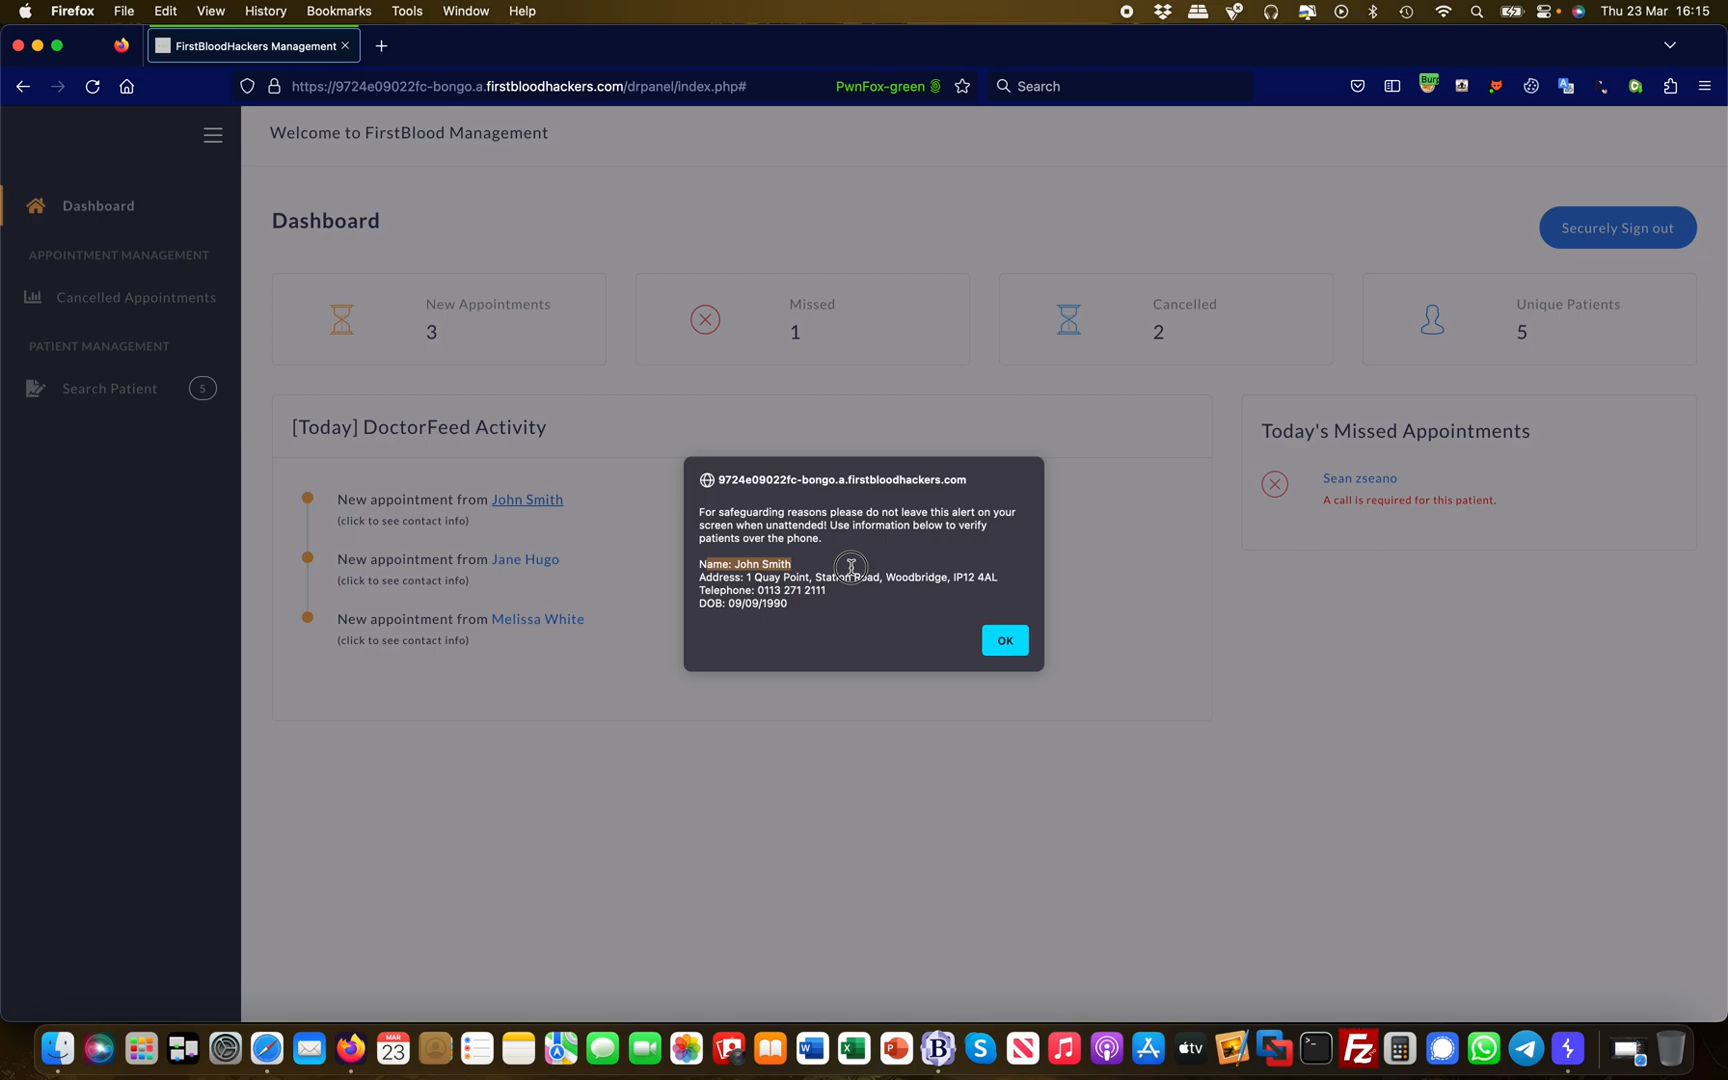 Firefox File Edit View History Bookmarks Tools Window Help Thu 23 Mar 16:15
FirstBloodHackers Management
https://9724e09022fc-bongo.a.firstbloodhackers.com/drpanel/index.php# PwnFox-green Search Burp
Welcome to FirstBlood Management
Dashboard
APPOINTMENT MANAGEMENT
Cancelled Appointments
PATIENT MANAGEMENT
Search Patient 5
Dashboard
Securely Sign out
New Appointments
3
Missed
1
Cancelled
2
Unique Patients
5
[Today] DoctorFeed Activity
New appointment from John Smith
(click to see contact info)
New appointment from Jane Hugo
(click to see contact info)
New appointment from Melissa White
(click to see contact info)
Today's Missed Appointments
Sean zseano
A call is required for this patient.
9724e09022fc-bongo.a.firstbloodhackers.com
For safeguarding reasons please do not leave this alert on your
screen when unattended! Use information below to verify
patients over the phone.
Name: John Smith
Address: 1 Quay Point, Station Road, Woodbridge, IP12 4AL
Telephone: 0113 271 2111
DOB: 09/09/1990
OK
MAR
23
tv